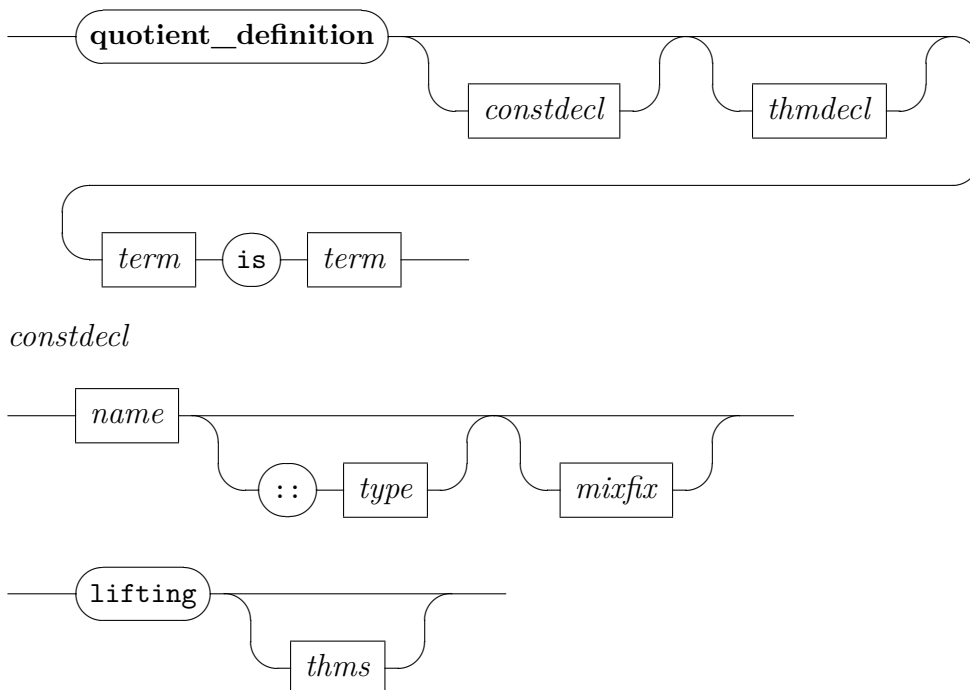 quotient_definition
constdecl thmdecl
term is term
constdecl
name
:: type mixfix
lifting
thms